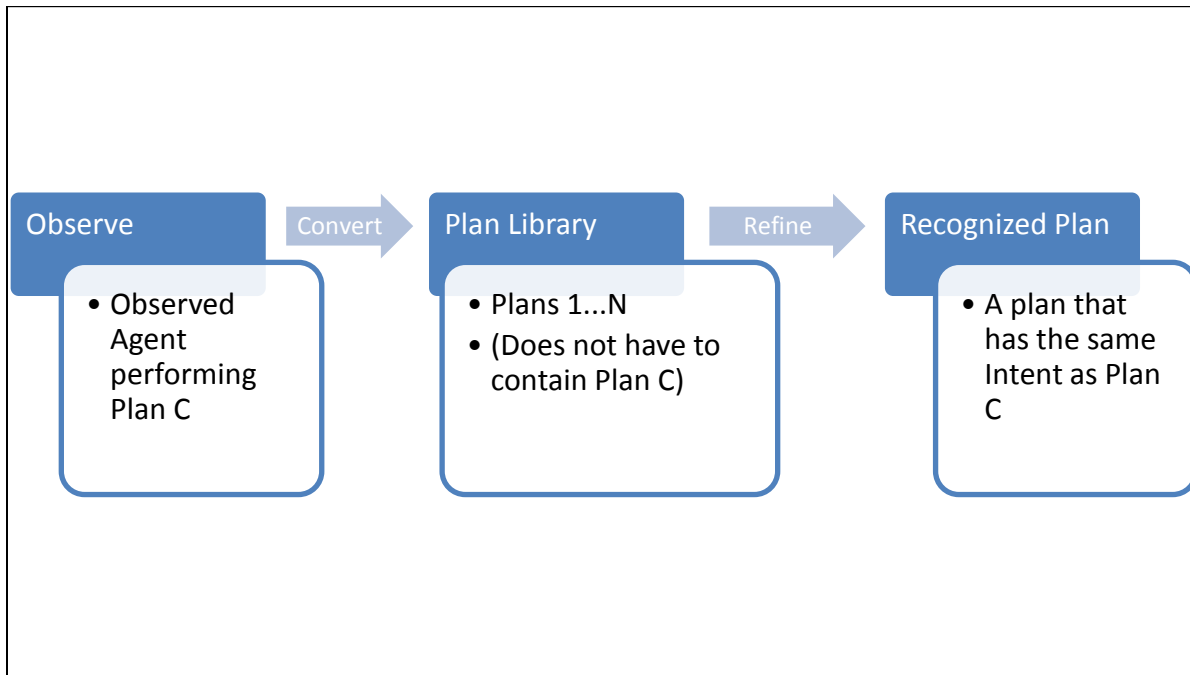 Observe
• Observed
Agent
performing
Plan C
Convert
Plan Library
• Plans 1...N
• (Does not have to
contain Plan C)
Refine
Recognized Plan
• A plan that
has the same
Intent as Plan
C